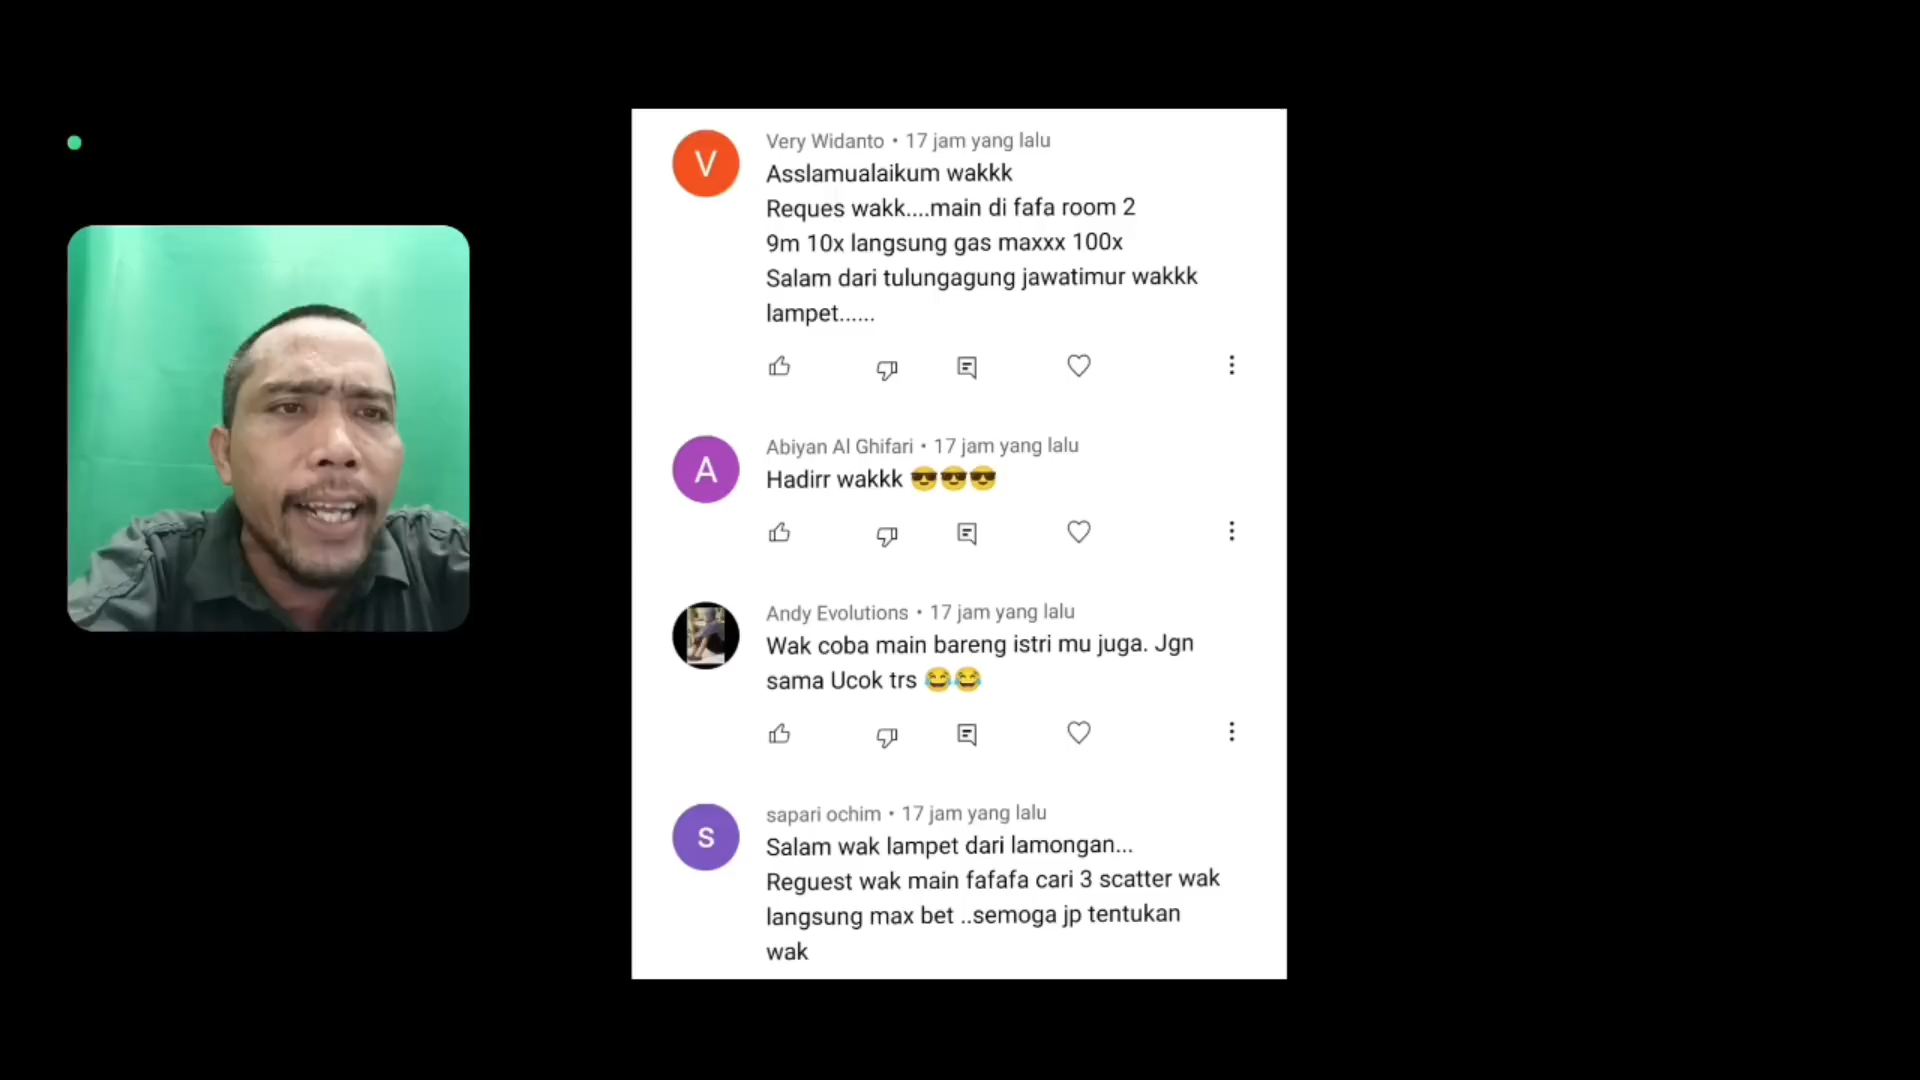 V
Very Widanto • 17 jam yang lalu
Asslamualaikum wakkk
Reques wakk....main di fafa room 2
9m 10x langsung gas maxxx 100x
Salam dari tulungagung jawatimur wakkk
lampet......
A
Abiyan Al Ghifari • 17 jam yang lalu
Hadirr wakkk 😎😎😎
Andy Evolutions • 17 jam yang lalu
Wak coba main bareng istri mu juga. Jgn
sama Ucok trs 😂😂
s
sapari ochim • 17 jam yang lalu
Salam wak lampet dari lamongan...
Reguest wak main fafafa cari 3 scatter wak
langsung max bet ..semoga jp tentukan
wak